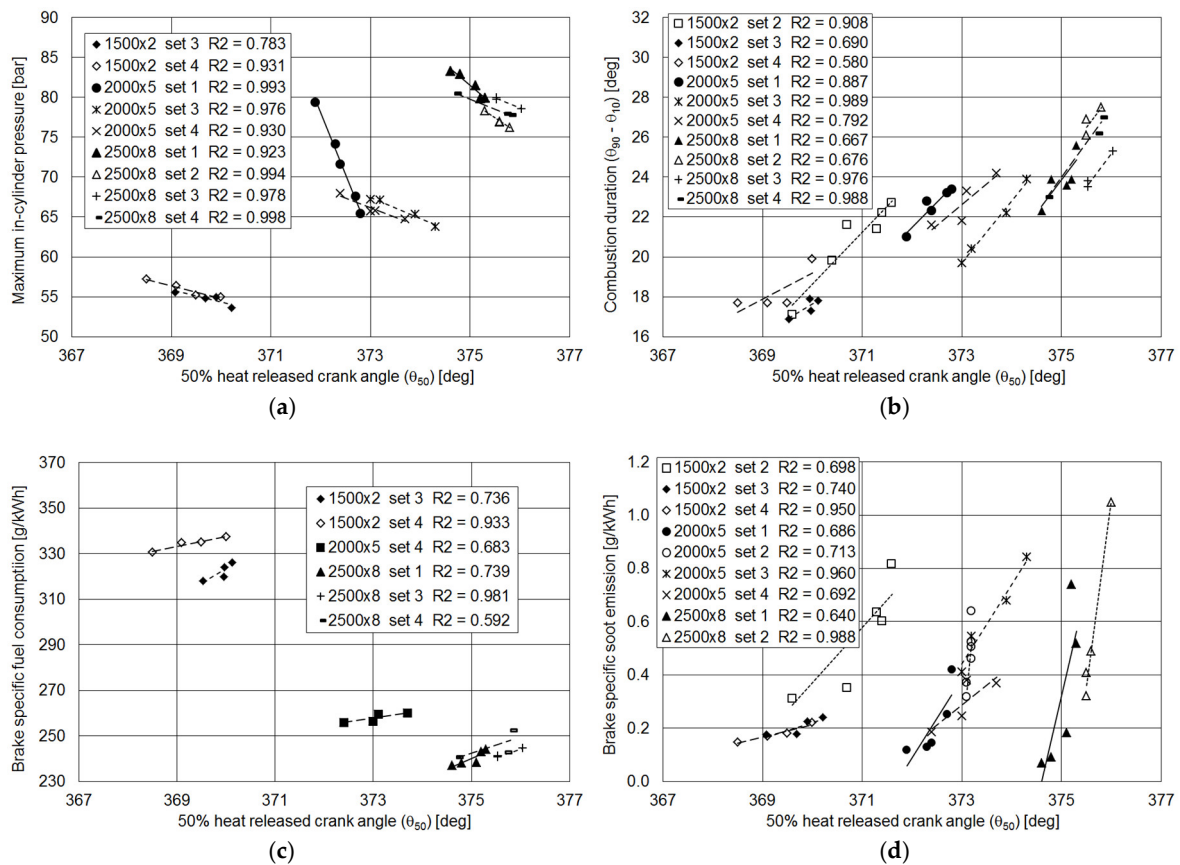 Maximum in-cylinder pressure [bar]
90
85
80
75
70
65
60
55
50
1500x2 set 3 R2 = 0.783
1500x2 set 4 R2 = 0.931
2000x5 set 1 R2 = 0.993
2000x5 set 3 R2 = 0.976
2000x5 set 4 R2 = 0.930
2500x8 set 1 R2 = 0.923
2500x8 set 2 R2 = 0.994
2500x8 set 3 R2 = 0.978
2500x8 set 4 R2 = 0.998
367 369 371 373 375 377
50% heat released crank angle (θ50) [deg]
(a)
Combustion duration (θ90 - θ10) [deg]
32
30
28
26
24
22
20
18
16
1500x2 set 2 R2 = 0.908
1500x2 set 3 R2 = 0.690
1500x2 set 4 R2 = 0.580
2000x5 set 1 R2 = 0.887
2000x5 set 3 R2 = 0.989
2000x5 set 4 R2 = 0.792
2500x8 set 1 R2 = 0.667
2500x8 set 2 R2 = 0.676
2500x8 set 3 R2 = 0.976
2500x8 set 4 R2 = 0.988
367 369 371 373 375 377
50% heat released crank angle (θ50) [deg]
(b)
Brake specific fuel consumption [g/kWh]
370
350
330
310
290
270
250
230
1500x2 set 3 R2 = 0.736
1500x2 set 4 R2 = 0.933
2000x5 set 4 R2 = 0.683
2500x8 set 1 R2 = 0.739
2500x8 set 3 R2 = 0.981
2500x8 set 4 R2 = 0.592
367 369 371 373 375 377
50% heat released crank angle (θ50) [deg]
(c)
Brake specific soot emission [g/kWh]
1.2
1.0
0.8
0.6
0.4
0.2
0.0
1500x2 set 2 R2 = 0.698
1500x2 set 3 R2 = 0.740
1500x2 set 4 R2 = 0.950
2000x5 set 1 R2 = 0.686
2000x5 set 2 R2 = 0.713
2000x5 set 3 R2 = 0.960
2000x5 set 4 R2 = 0.692
2500x8 set 1 R2 = 0.640
2500x8 set 2 R2 = 0.988
367 369 371 373 375 377
50% heat released crank angle (θ50) [deg]
(d)